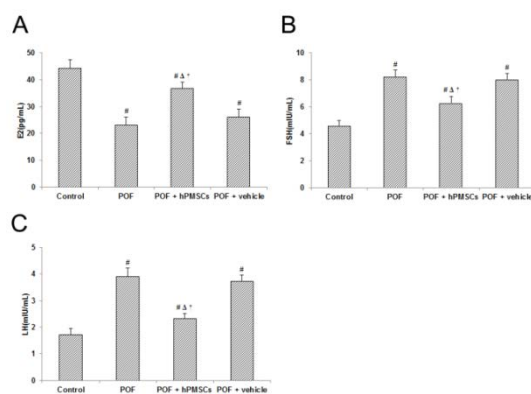 A
E2(pg/mL)
50
40
30
20
10
0
#
# Δ +
#
Control POF POF + hPMSCs POF + vehicle
B
FSH(mIU/mL)
10
8
6
4
2
0
#
# Δ +
#
Control POF POF + hPMSCs POF + vehicle
C
LH(mIU/mL)
5
4
3
2
1
0
#
# Δ +
#
Control POF POF + hPMSCs POF + vehicle